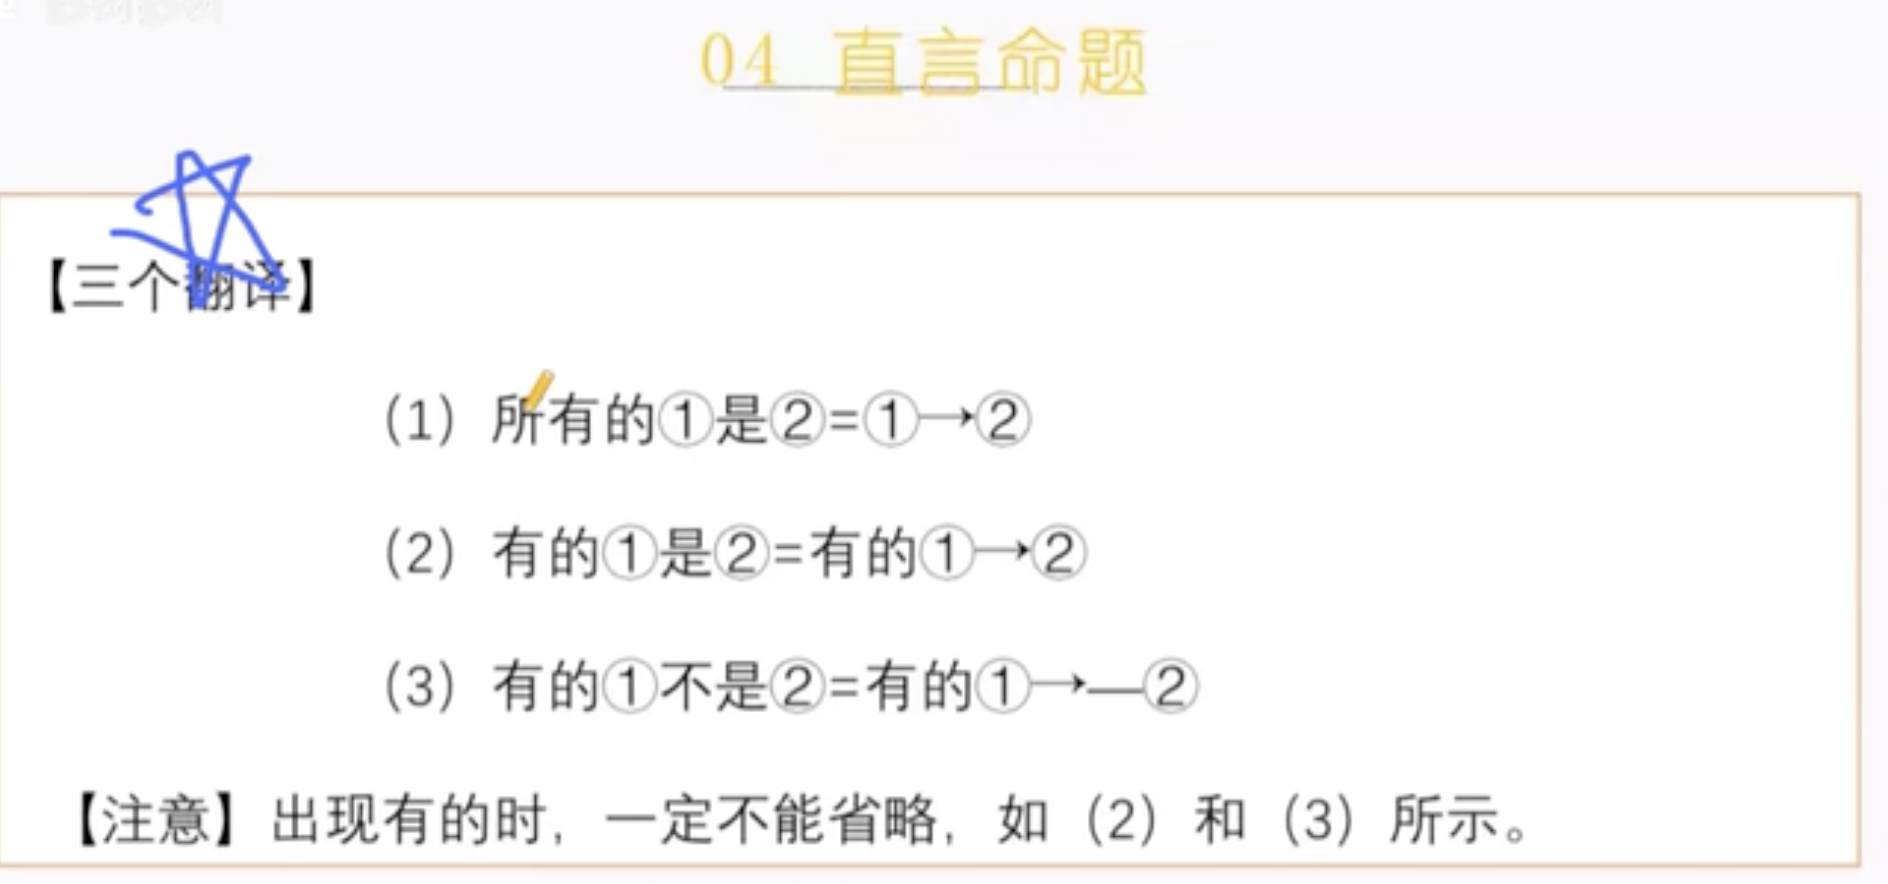 04 直言命题
【三个翻译】
(1) 所有的①是②=①→②
(2) 有的①是②=有的①→②
(3) 有的①不是②=有的①→—②
【注意】出现有的时，一定不能省略，如（2）和（3）所示。